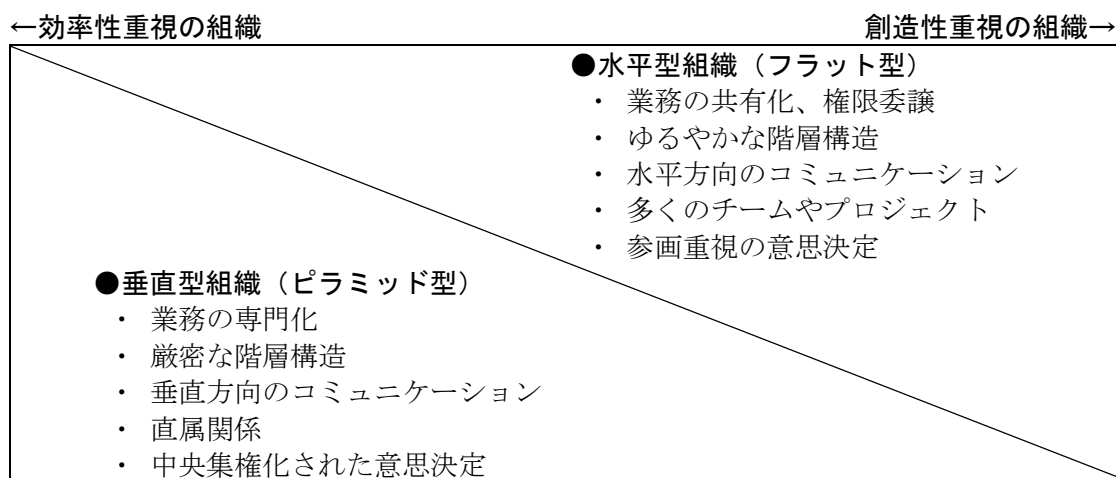 ←効率性重視の組織 創造性重視の組織→
●水平型組織（フラット型）
・ 業務の共有化、権限委譲
・ ゆるやかな階層構造
・ 水平方向のコミュニケーション
・ 多くのチームやプロジェクト
・ 参画重視の意思決定
●垂直型組織（ピラミッド型）
・ 業務の専門化
・ 厳密な階層構造
・ 垂直方向のコミュニケーション
・ 直属関係
・ 中央集権化された意思決定